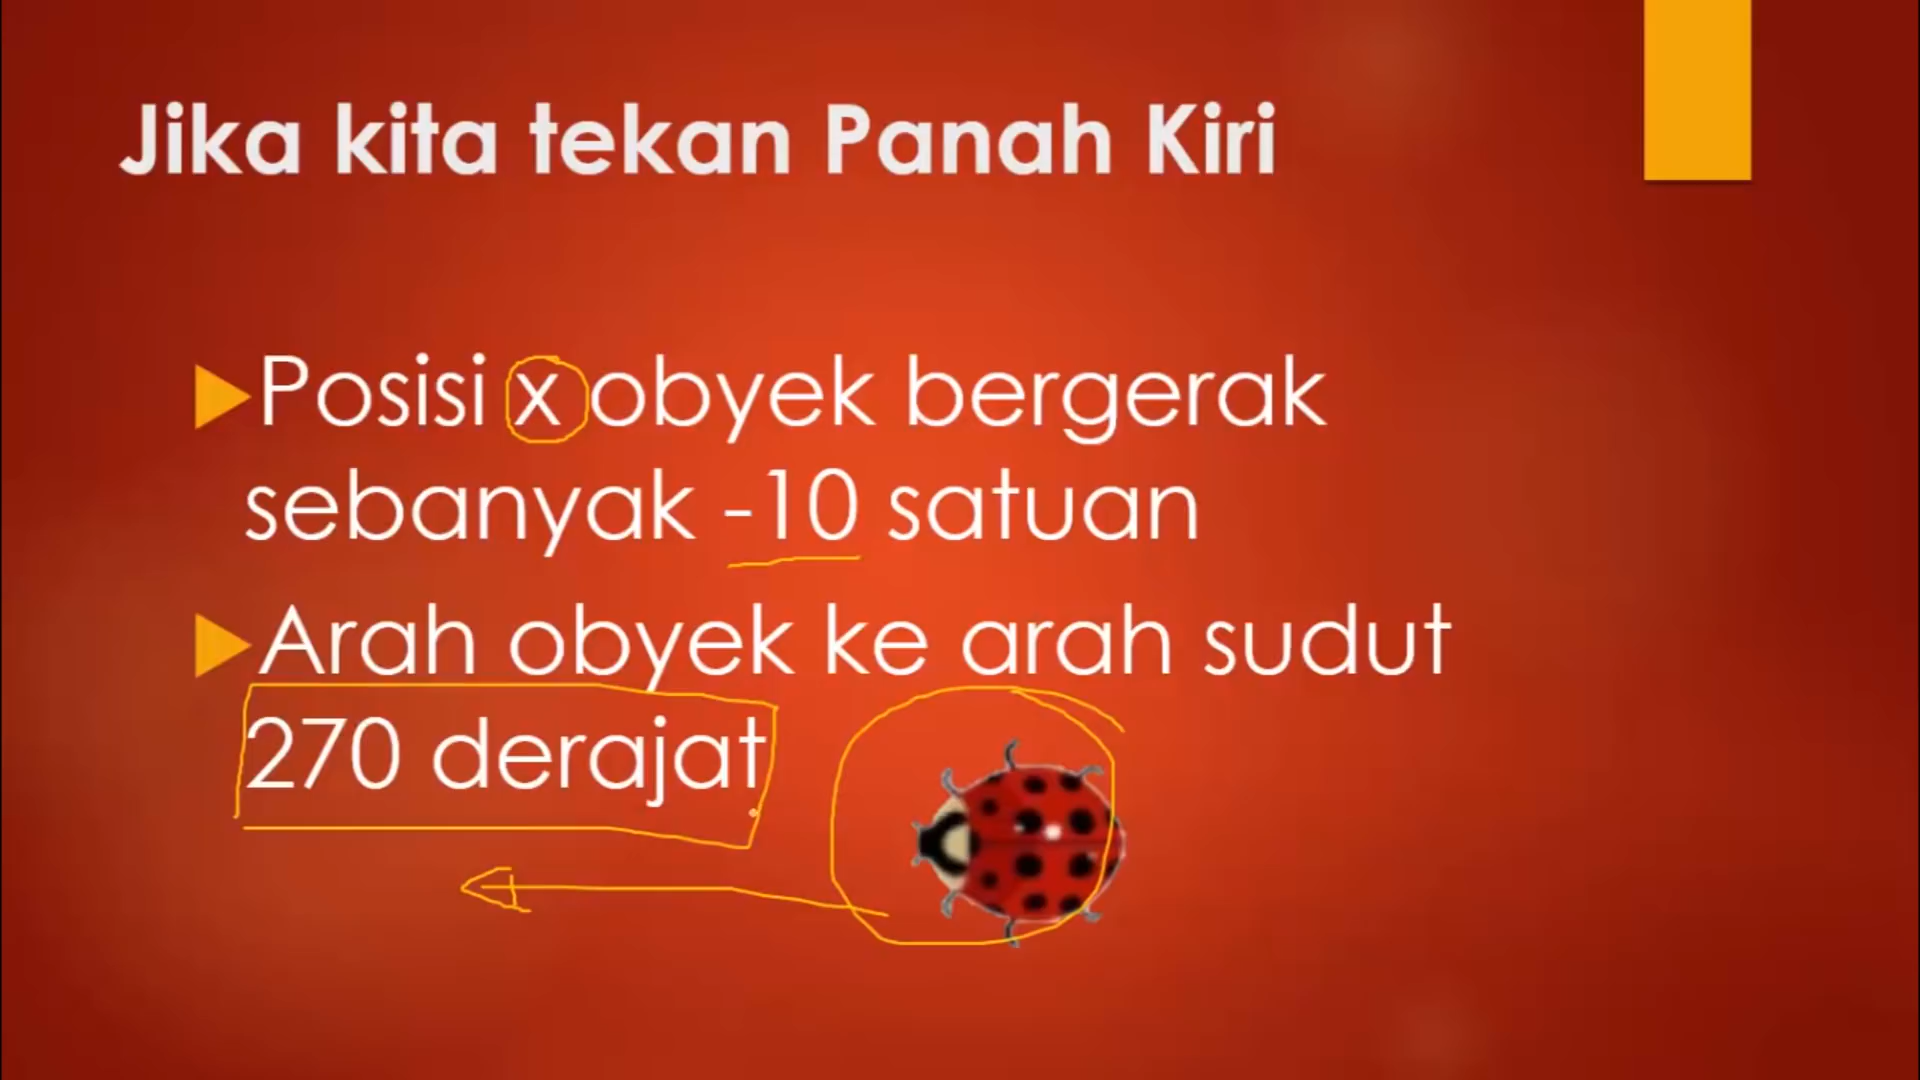 Jika kita tekan Panah Kiri
Posisi x obyek bergerak
sebanyak -10 satuan
Arah obyek ke arah sudut
270 derajat